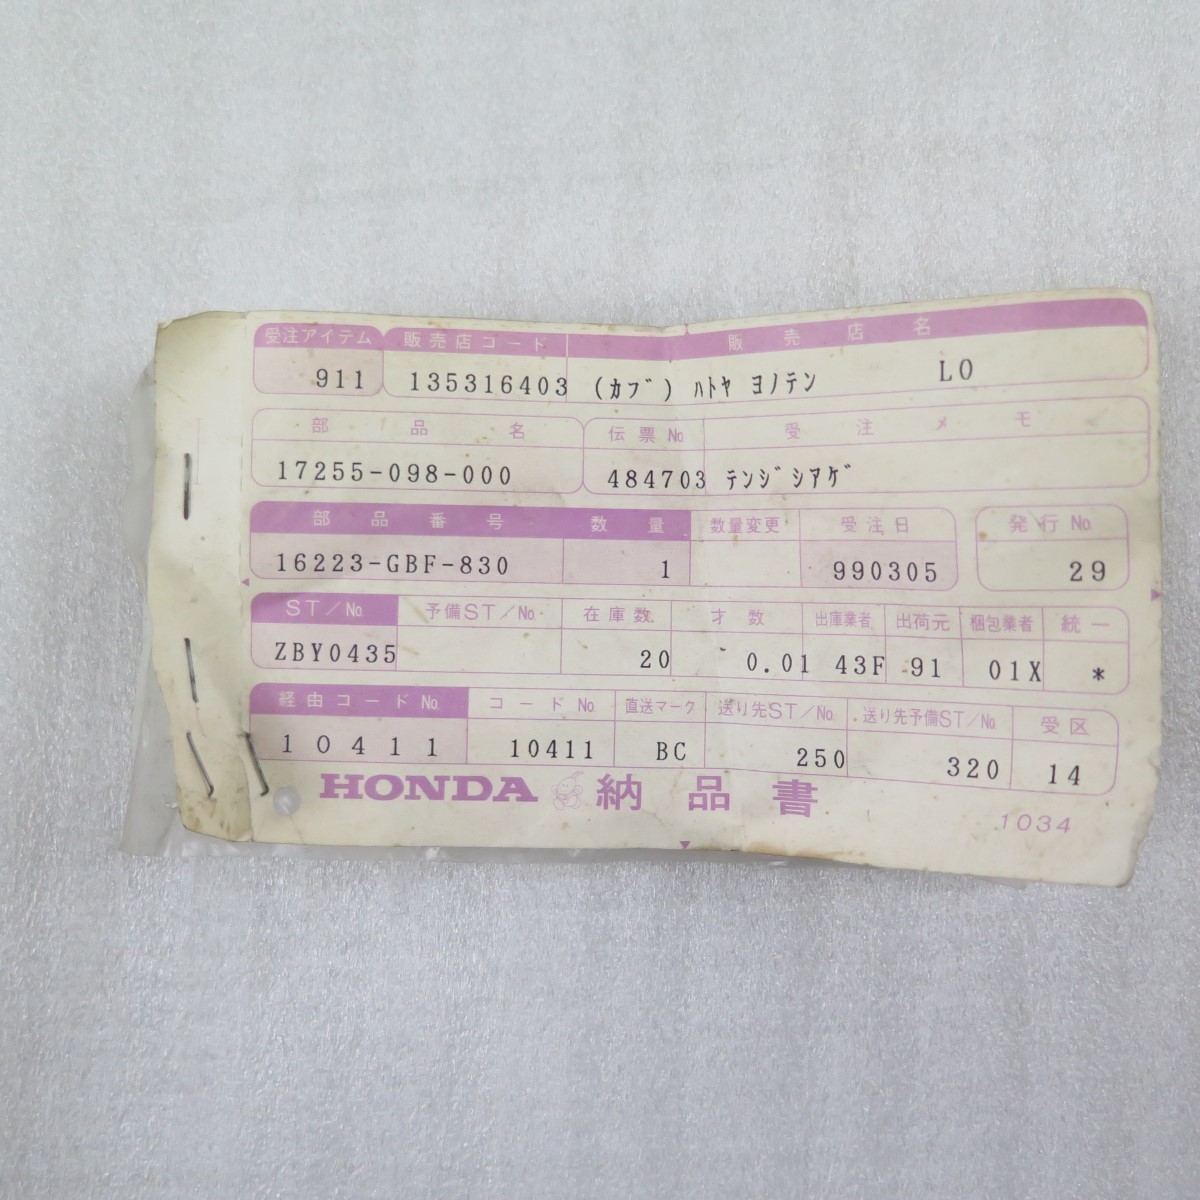 受注アイテム 販売店コード 販売店名
911 135316403 (カブ) ハトヤ ヨノテン LO
部品名 伝票No. 受注メモ
17255-098-000 484703 テンジシアゲ
部品番号 数量 数量変更 受注日 発行No.
16223-GBF-830 1 990305 29
ST/No. 予備ST/No. 在庫数 才数 出庫業者 出荷元 梱包業者 統一
ZBY0435 20 0.01 43F 91 01X *
経由コードNo. コードNo. 直送マーク 送り先ST/No. 送り先予備ST/No. 受区
10411 10411 BC 250 320 14
HONDA 納品書
1034